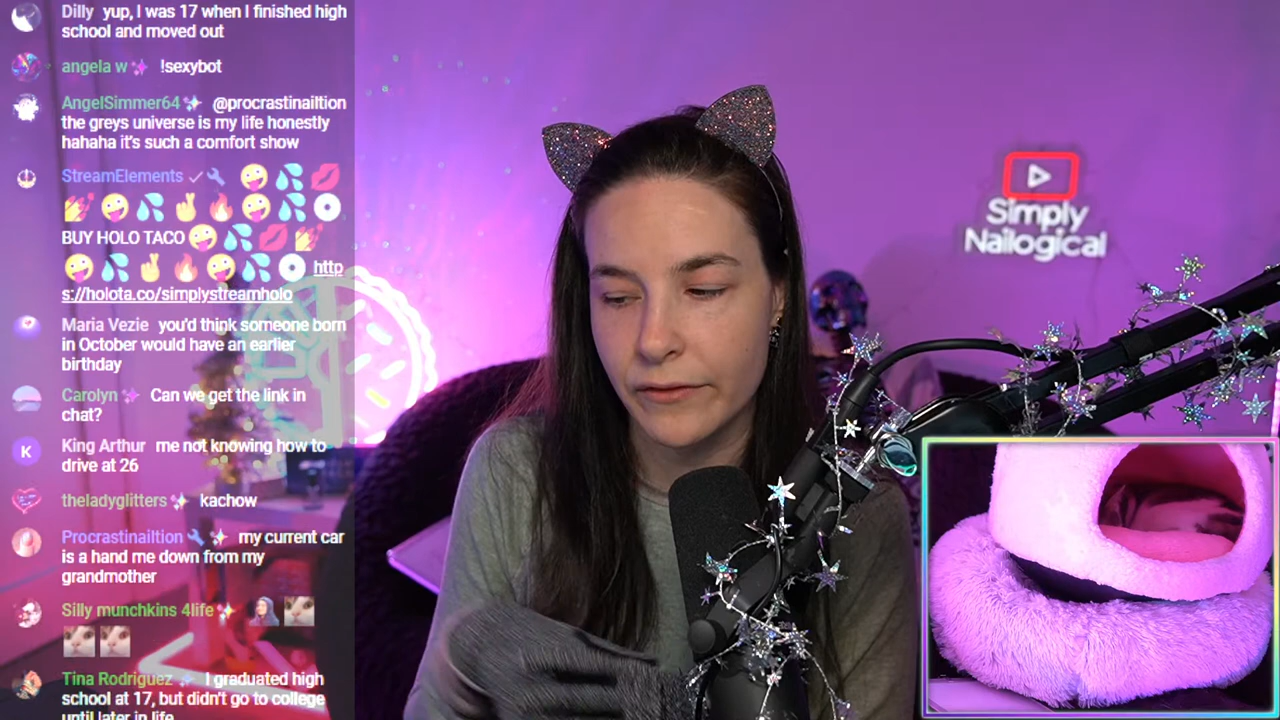 Dilly yup, I was 17 when I finished high
school and moved out
angela w !sexybot
AngelSimmer64 @procrastinailtion
the greys universe is my life honestly
hahaha it's such a comfort show
StreamElements
BUY HOLO TACO
http
s://holota.co/simplystreamholo
Maria Vezie you'd think someone born
in October would have an earlier
birthday
Carolyn Can we get the link in
chat?
K King Arthur me not knowing how to
drive at 26
theladyglitters kachow
Procrastinailtion my current car
is a hand me down from my
grandmother
Silly munchkins 4life
Tina Rodriguez I graduated high
school at 17, but didn't go to college
until later in life
Simply
Nailogical